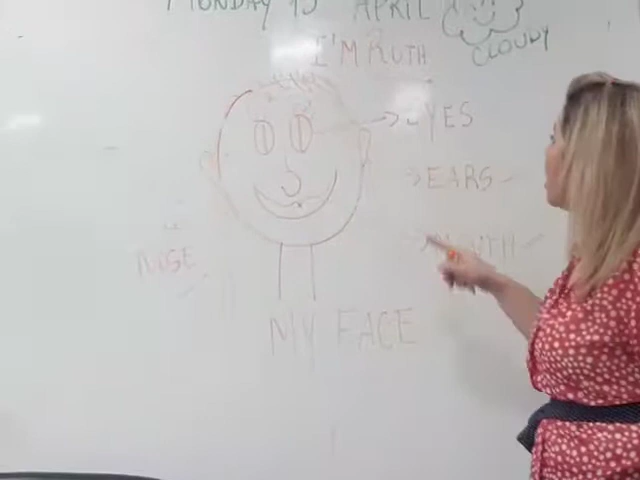 MONDAY 15 APRIL
CLOUDY
I'M RUTH
EYES
EARS
MOUTH
NOSE
MY FACE